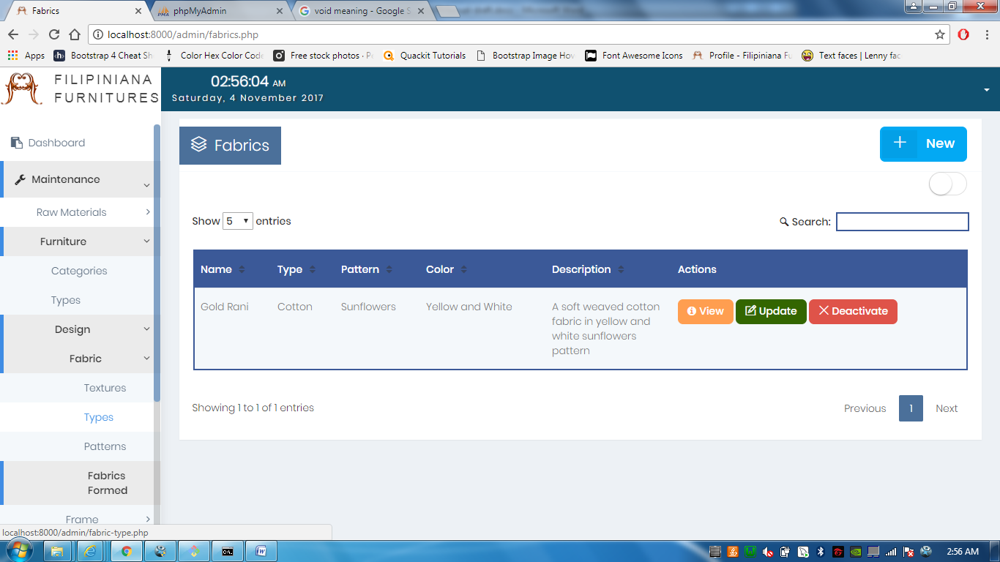 Fabrics
phpMyAdmin
void meaning - Google S
localhost:8000/admin/fabrics.php
Apps
Bootstrap 4 Cheat Sh
Color Hex Color Code
Free stock photos · Pe
Quackit Tutorials
Bootstrap Image Hov
Font Awesome Icons
Profile - Filipiniana Fu
Text faces | Lenny fac
FILIPINIANA
FURNITURES
02:56:04 AM
Saturday, 4 November 2017
Dashboard
Maintenance
Raw Materials
Furniture
Categories
Types
Design
Fabric
Textures
Types
Patterns
Fabrics
Formed
Frame
Fabrics
New
Show 5 entries
Search:
Name Type Pattern Color Description Actions
Gold Rani Cotton Sunflowers Yellow and White A soft weaved cotton
fabric in yellow and
white sunflowers
pattern
View Update Deactivate
Showing 1 to 1 of 1 entries
Previous 1 Next
localhost:8000/admin/fabric-type.php
2:56 AM